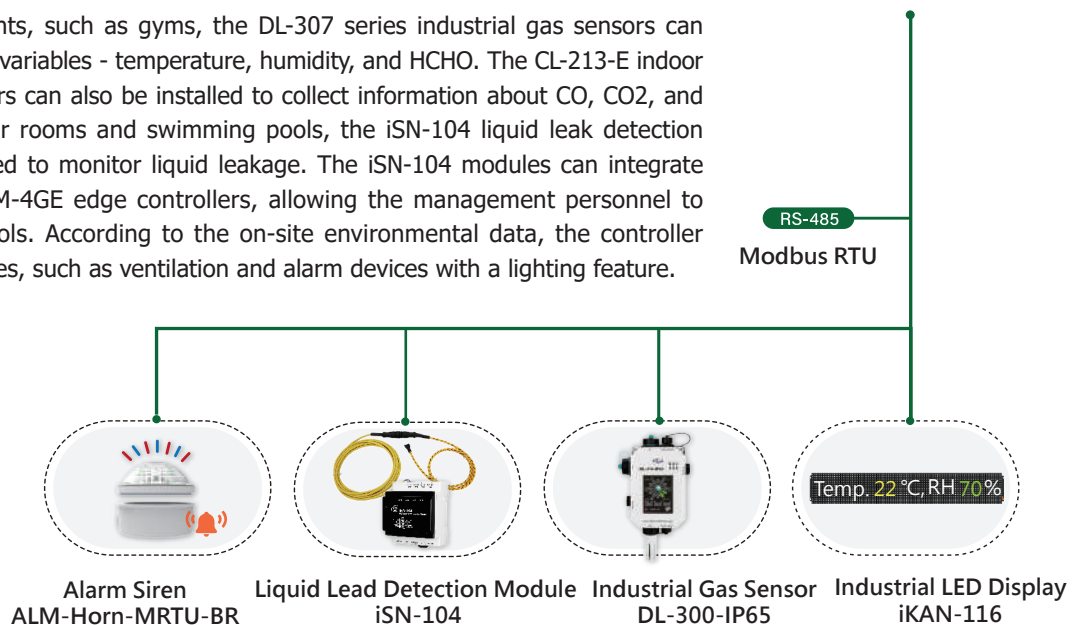 nts, such as gyms, the DL-307 series industrial gas sensors can
variables - temperature, humidity, and HCHO. The CL-213-E indoor
rs can also be installed to collect information about CO, CO2, and
r rooms and swimming pools, the iSN-104 liquid leak detection
ed to monitor liquid leakage. The iSN-104 modules can integrate
M-4GE edge controllers, allowing the management personnel to
ols. According to the on-site environmental data, the controller
es, such as ventilation and alarm devices with a lighting feature.
RS-485
Modbus RTU
Temp. 22 °C, RH 70%
Alarm Siren
ALM-Horn-MRTU-BR
Liquid Lead Detection Module
iSN-104
Industrial Gas Sensor
DL-300-IP65
Industrial LED Display
iKAN-116